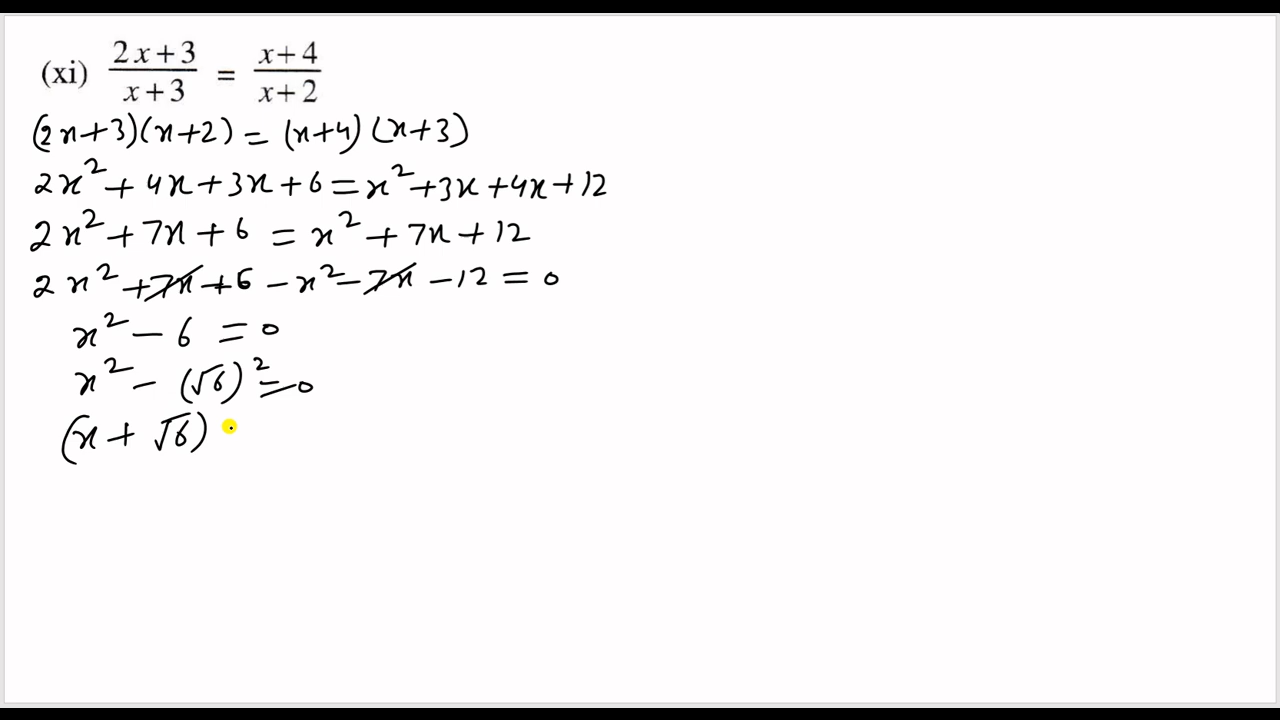 (xi) (2x+3)/(x+3) = (x+4)/(x+2)
(2x+3)(x+2) = (x+4)(x+3)
2x² + 4x + 3x + 6 = x² + 3x + 4x + 12
2x² + 7x + 6 = x² + 7x + 12
2x² + 7x + 6 - x² - 7x - 12 = 0
x² - 6 = 0
x² - (√6)² = 0
(x + √6)